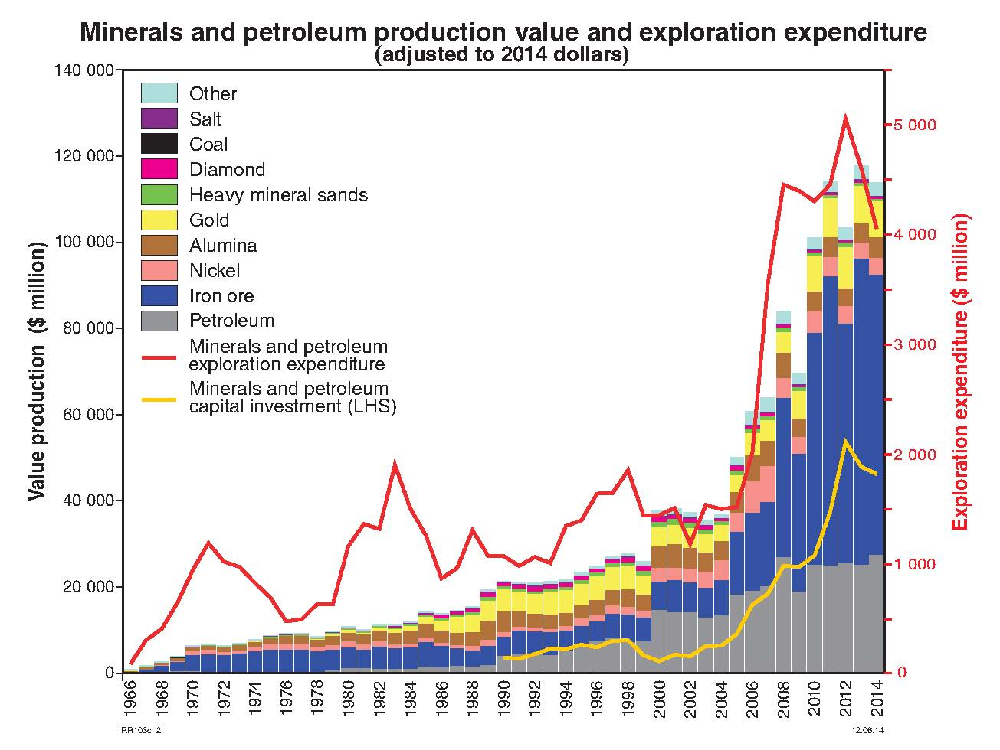 Minerals and petroleum production value and exploration expenditure
(adjusted to 2014 dollars)
140 000
120 000
100 000
80 000
60 000
40 000
20 000
0
Value production ($ million)
Other
Salt
Coal
Diamond
Heavy mineral sands
Gold
Alumina
Nickel
Iron ore
Petroleum
Minerals and petroleum
exploration expenditure
Minerals and petroleum
capital investment (LHS)
5 000
4 000
3 000
2 000
1 000
0
Exploration expenditure ($ million)
1966
1968
1970
1972
1974
1976
1978
1980
1982
1984
1986
1988
1990
1992
1994
1996
1998
2000
2002
2004
2006
2008
2010
2012
2014
RR103c 2
12.06.14